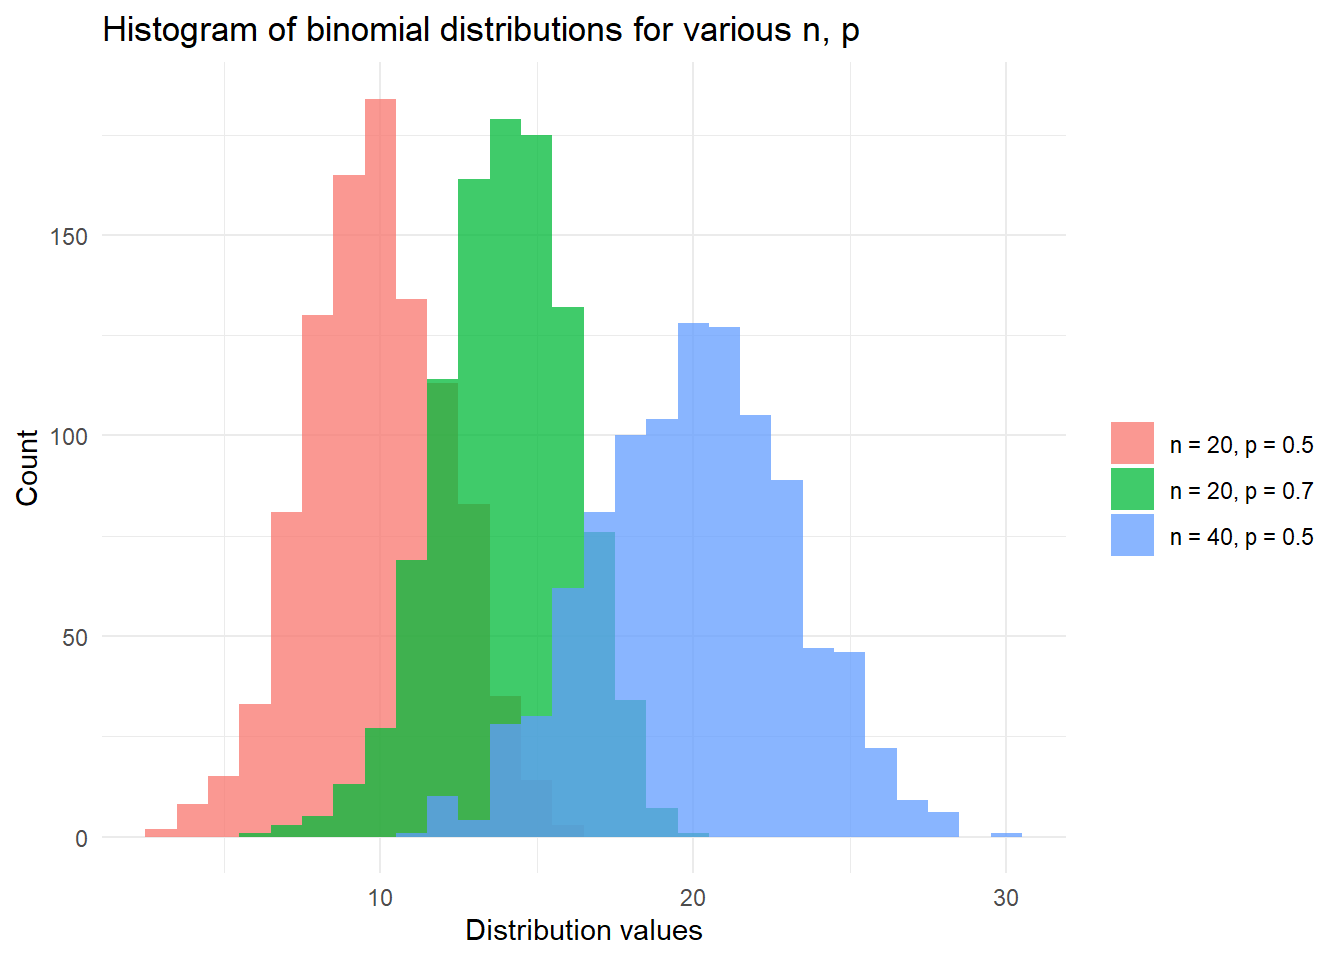 Histogram of binomial distributions for various n, p
150
100
50
0
Count
10
20
30
Distribution values
n = 20, p = 0.5
n = 20, p = 0.7
n = 40, p = 0.5